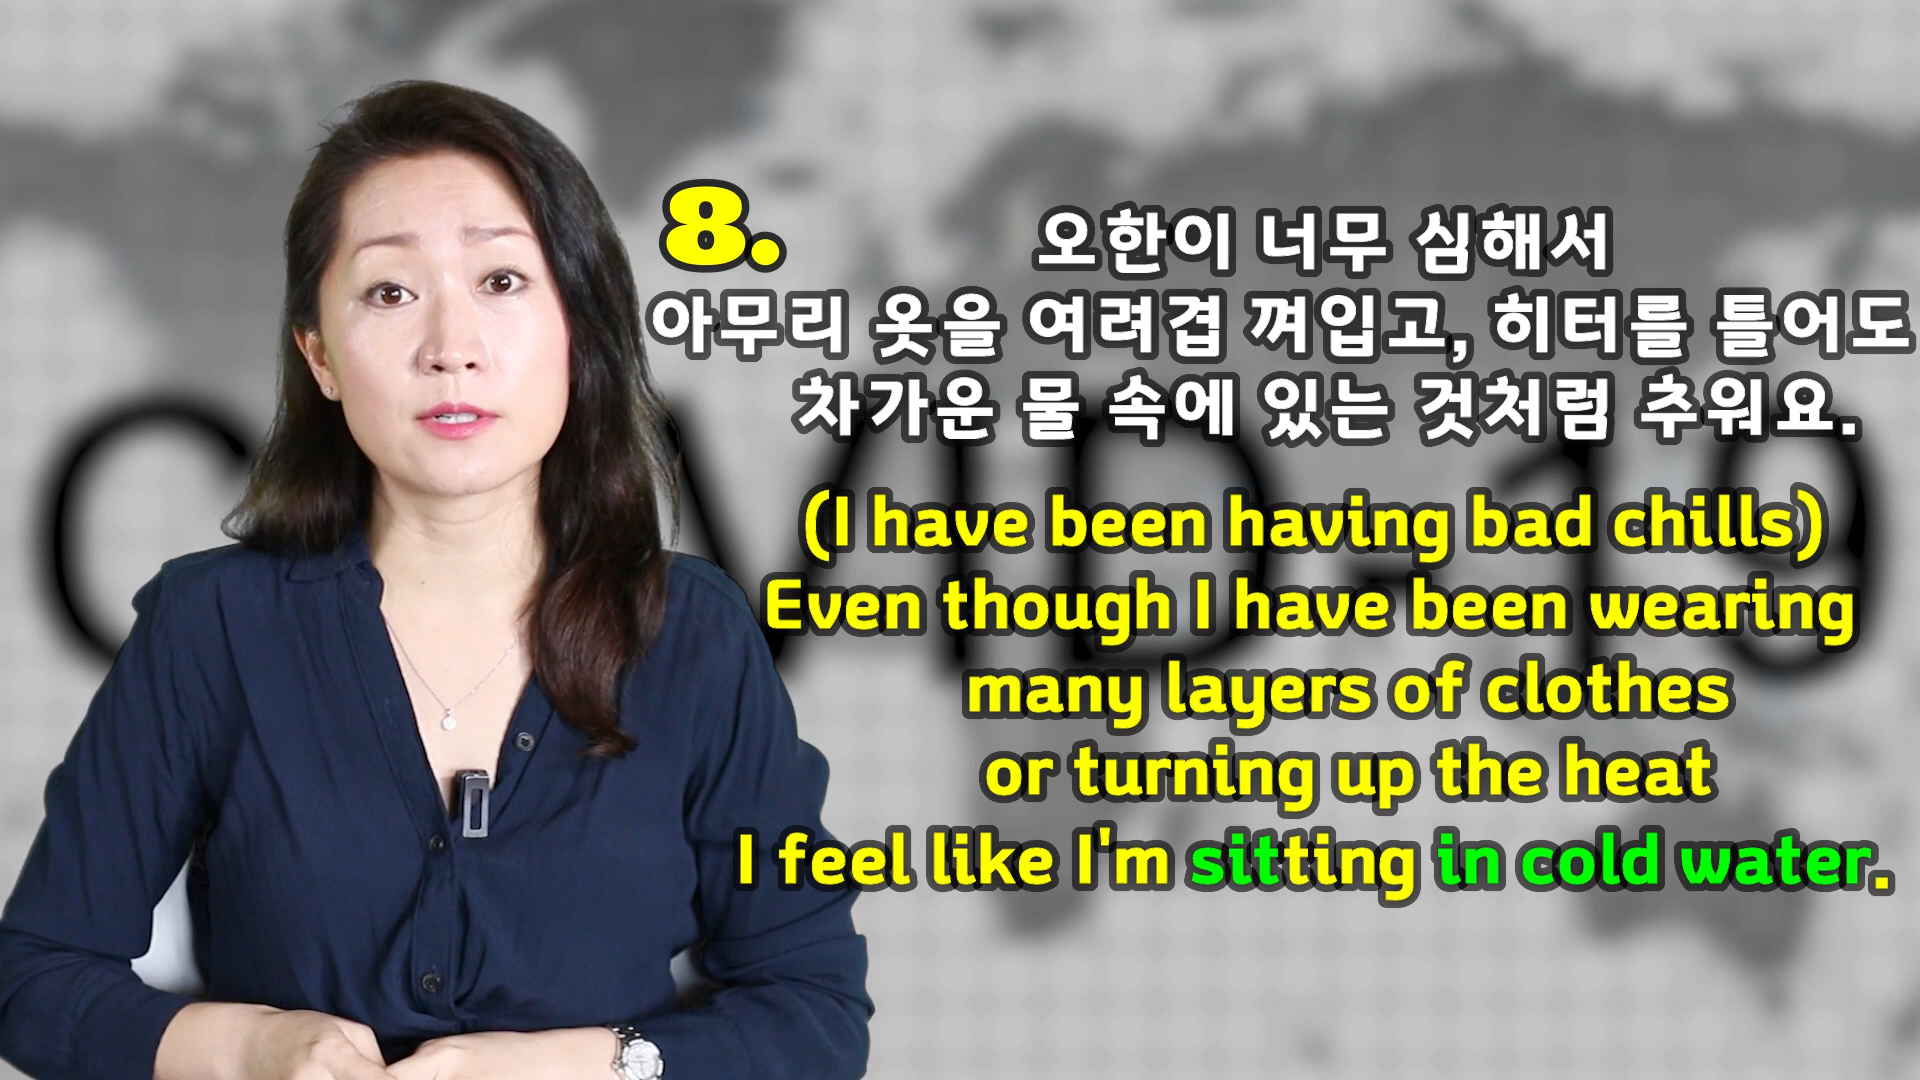 8.
오한이 너무 심해서
아무리 옷을 여려겹 껴입고, 히터를 틀어도
차가운 물 속에 있는 것처럼 추워요.
(I have been having bad chills)
Even though I have been wearing
many layers of clothes
or turning up the heat
I feel like I'm sitting in cold water.
COVID-19